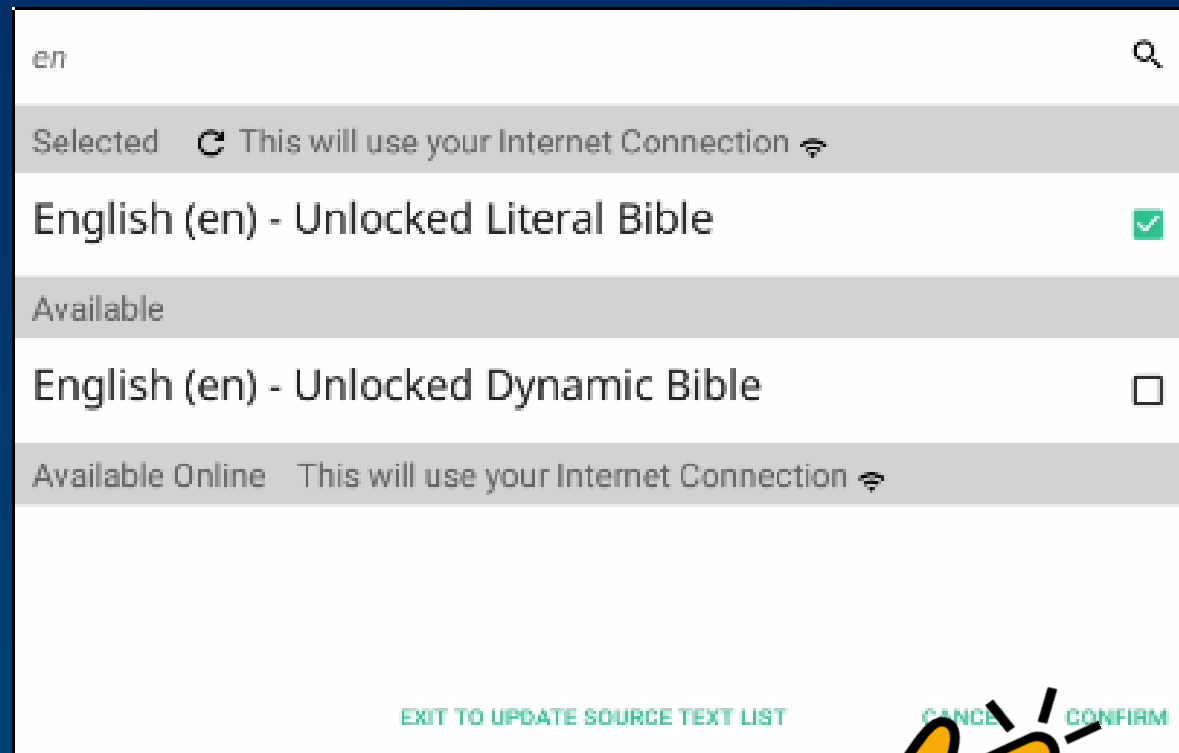 en
Selected This will use your Internet Connection
English (en) - Unlocked Literal Bible
Available
English (en) - Unlocked Dynamic Bible
Available Online This will use your Internet Connection
EXIT TO UPDATE SOURCE TEXT LIST CANCE CONFIRM